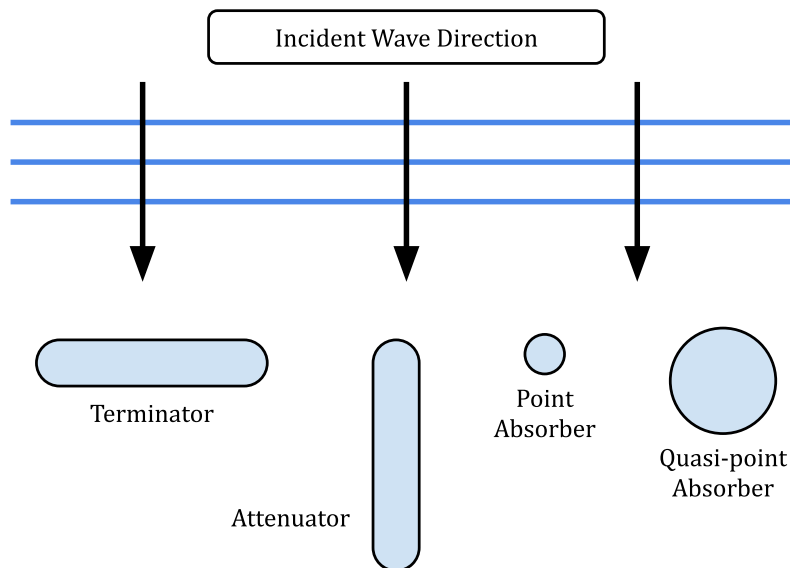 Incident Wave Direction
Terminator
Attenuator
Point
Absorber
Quasi-point
Absorber